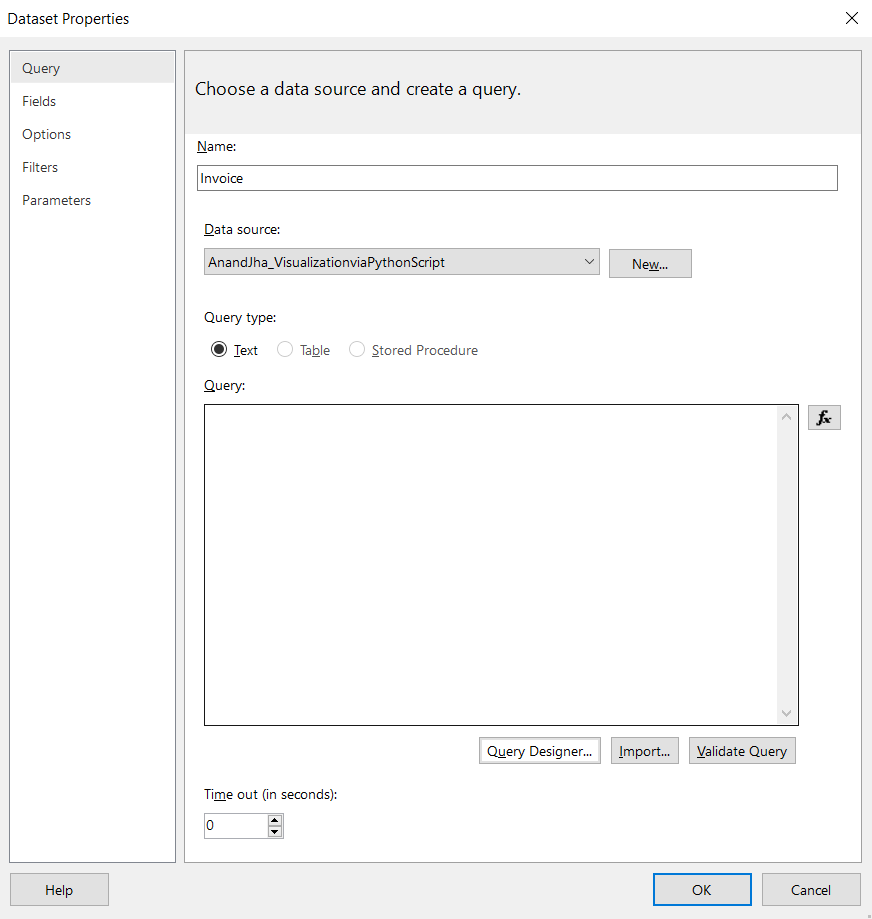 Dataset Properties
Query
Fields
Options
Filters
Parameters
Choose a data source and create a query.
Name:
Invoice
Data source:
AnandJha_VisualizationviaPythonScript
New...
Query type:
Text Table Stored Procedure
Query:
fx
Query Designer... Import... Validate Query
Time out (in seconds):
0
Help OK Cancel